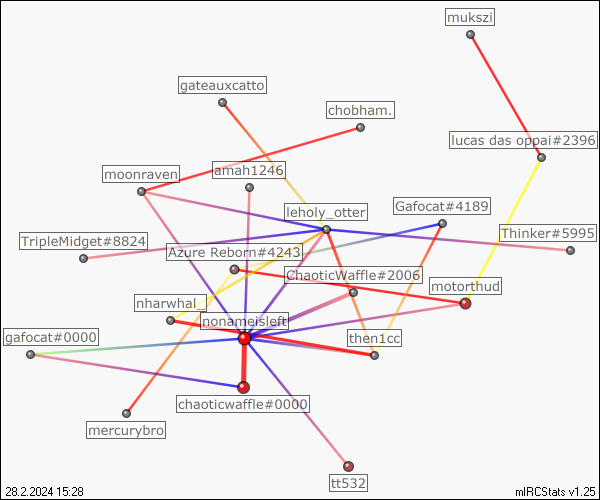 mukszi
gateauxcatto
chobham.
lucas das oppai#2396
moonraven
amah1246
leholy_otter
Gafocat#4189
TripleMidget#8824
Thinker#5995
Azure Reborn#4243
ChaoticWaffle#2006
motorthud
nharwhal_
nonameisleft
gafocat#0000
then1cc
chaoticwaffle#0000
mercurybro
tt532
28.2.2024 15:28
mIRCStats v1.25